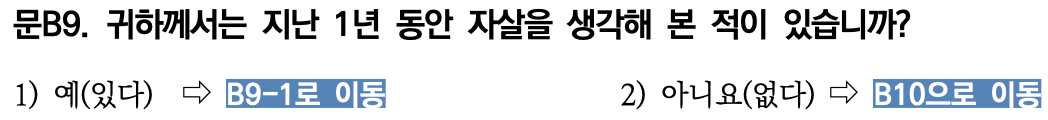 문B9. 귀하께서는 지난 1년 동안 자살을 생각해 본 적이 있습니까?
1) 예(있다) ⇨ B9-1로 이동 2) 아니요(없다) ⇨ B10으로 이동